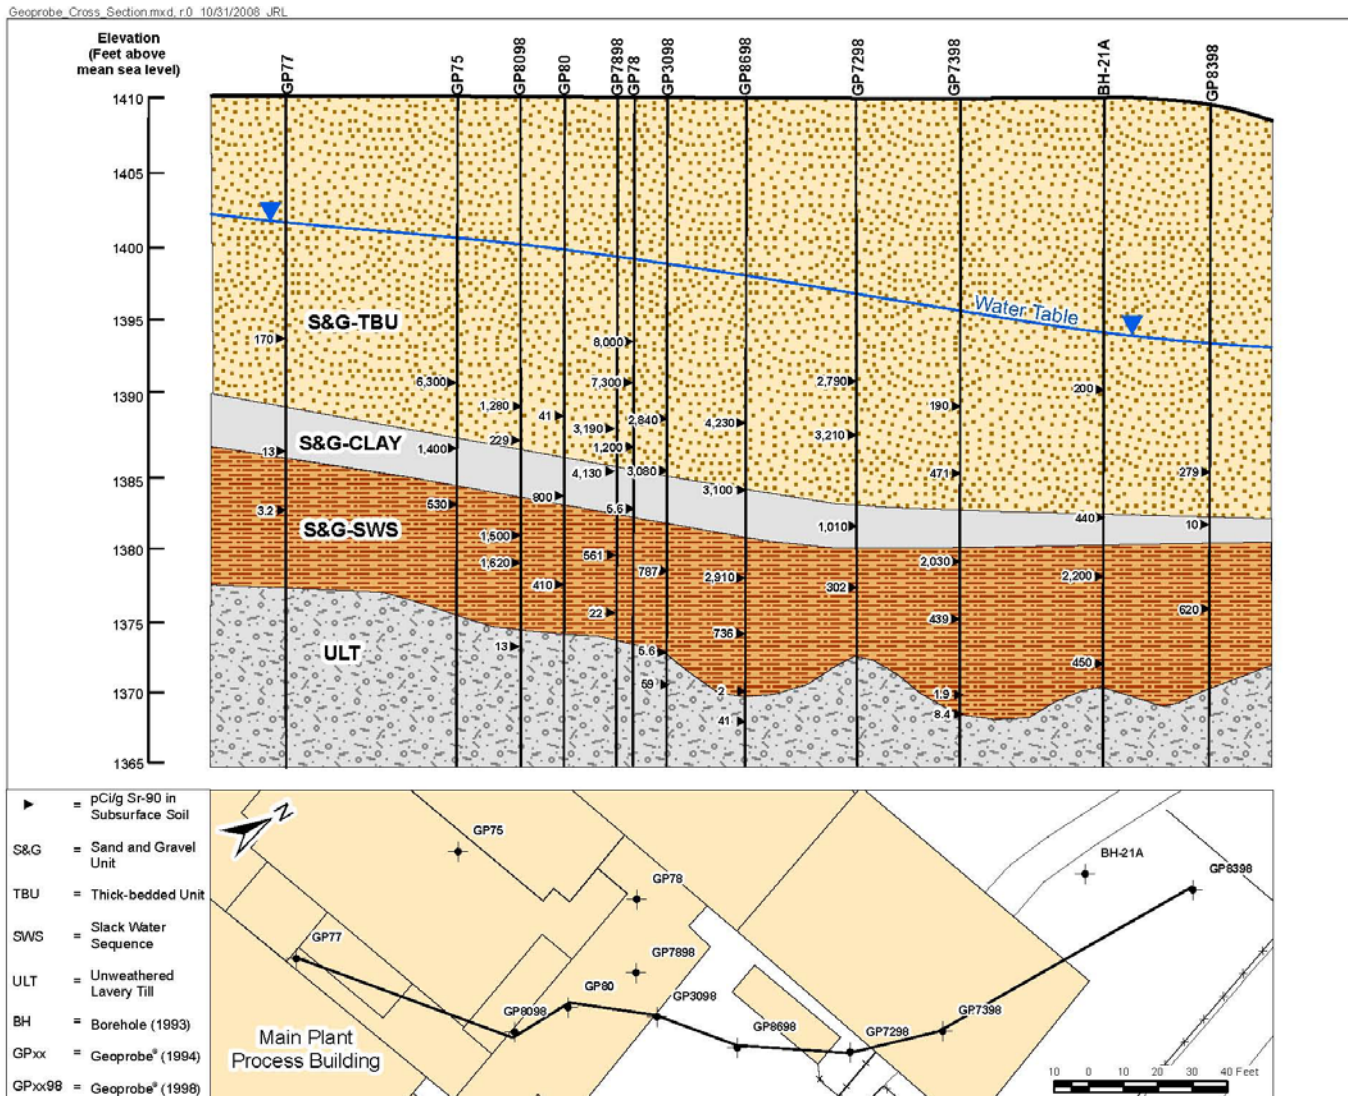 Geoprobe_Cross_Section.mxd, r.0 10/31/2008 JRL
Elevation
(Feet above
mean sea level)
GP77
GP75
GP8098
GP80
GP7898
GP78
GP3098
GP8698
GP7298
GP7398
BH-21A
GP8398
1410
1405
1400
1395
1390
1385
1380
1375
1370
1365
Water Table
S&G-TBU
S&G-CLAY
S&G-SWS
ULT
170
13
3.2
6,300
1,400
530
1,280
229
1,500
1,620
13
41
800
410
3,190
4,130
561
22
8,000
7,300
1,200
5.6
2,840
3,080
787
5.6
59
4,230
3,100
2,910
736
2
41
2,790
3,210
1,010
302
190
471
2,030
439
1.9
8.4
200
440
2,200
450
279
10
620
► = pCi/g Sr-90 in
Subsurface Soil
S&G = Sand and Gravel
Unit
TBU = Thick-bedded Unit
SWS = Slack Water
Sequence
ULT = Unweathered
Lavery Till
BH = Borehole (1993)
GPxx = Geoprobe® (1994)
GPxx98 = Geoprobe® (1998)
N
GP75
GP78
GP77
GP7898
GP80
GP8098
GP3098
GP8698
GP7298
GP7398
BH-21A
GP8398
Main Plant
Process Building
10 0 10 20 30 40 Feet